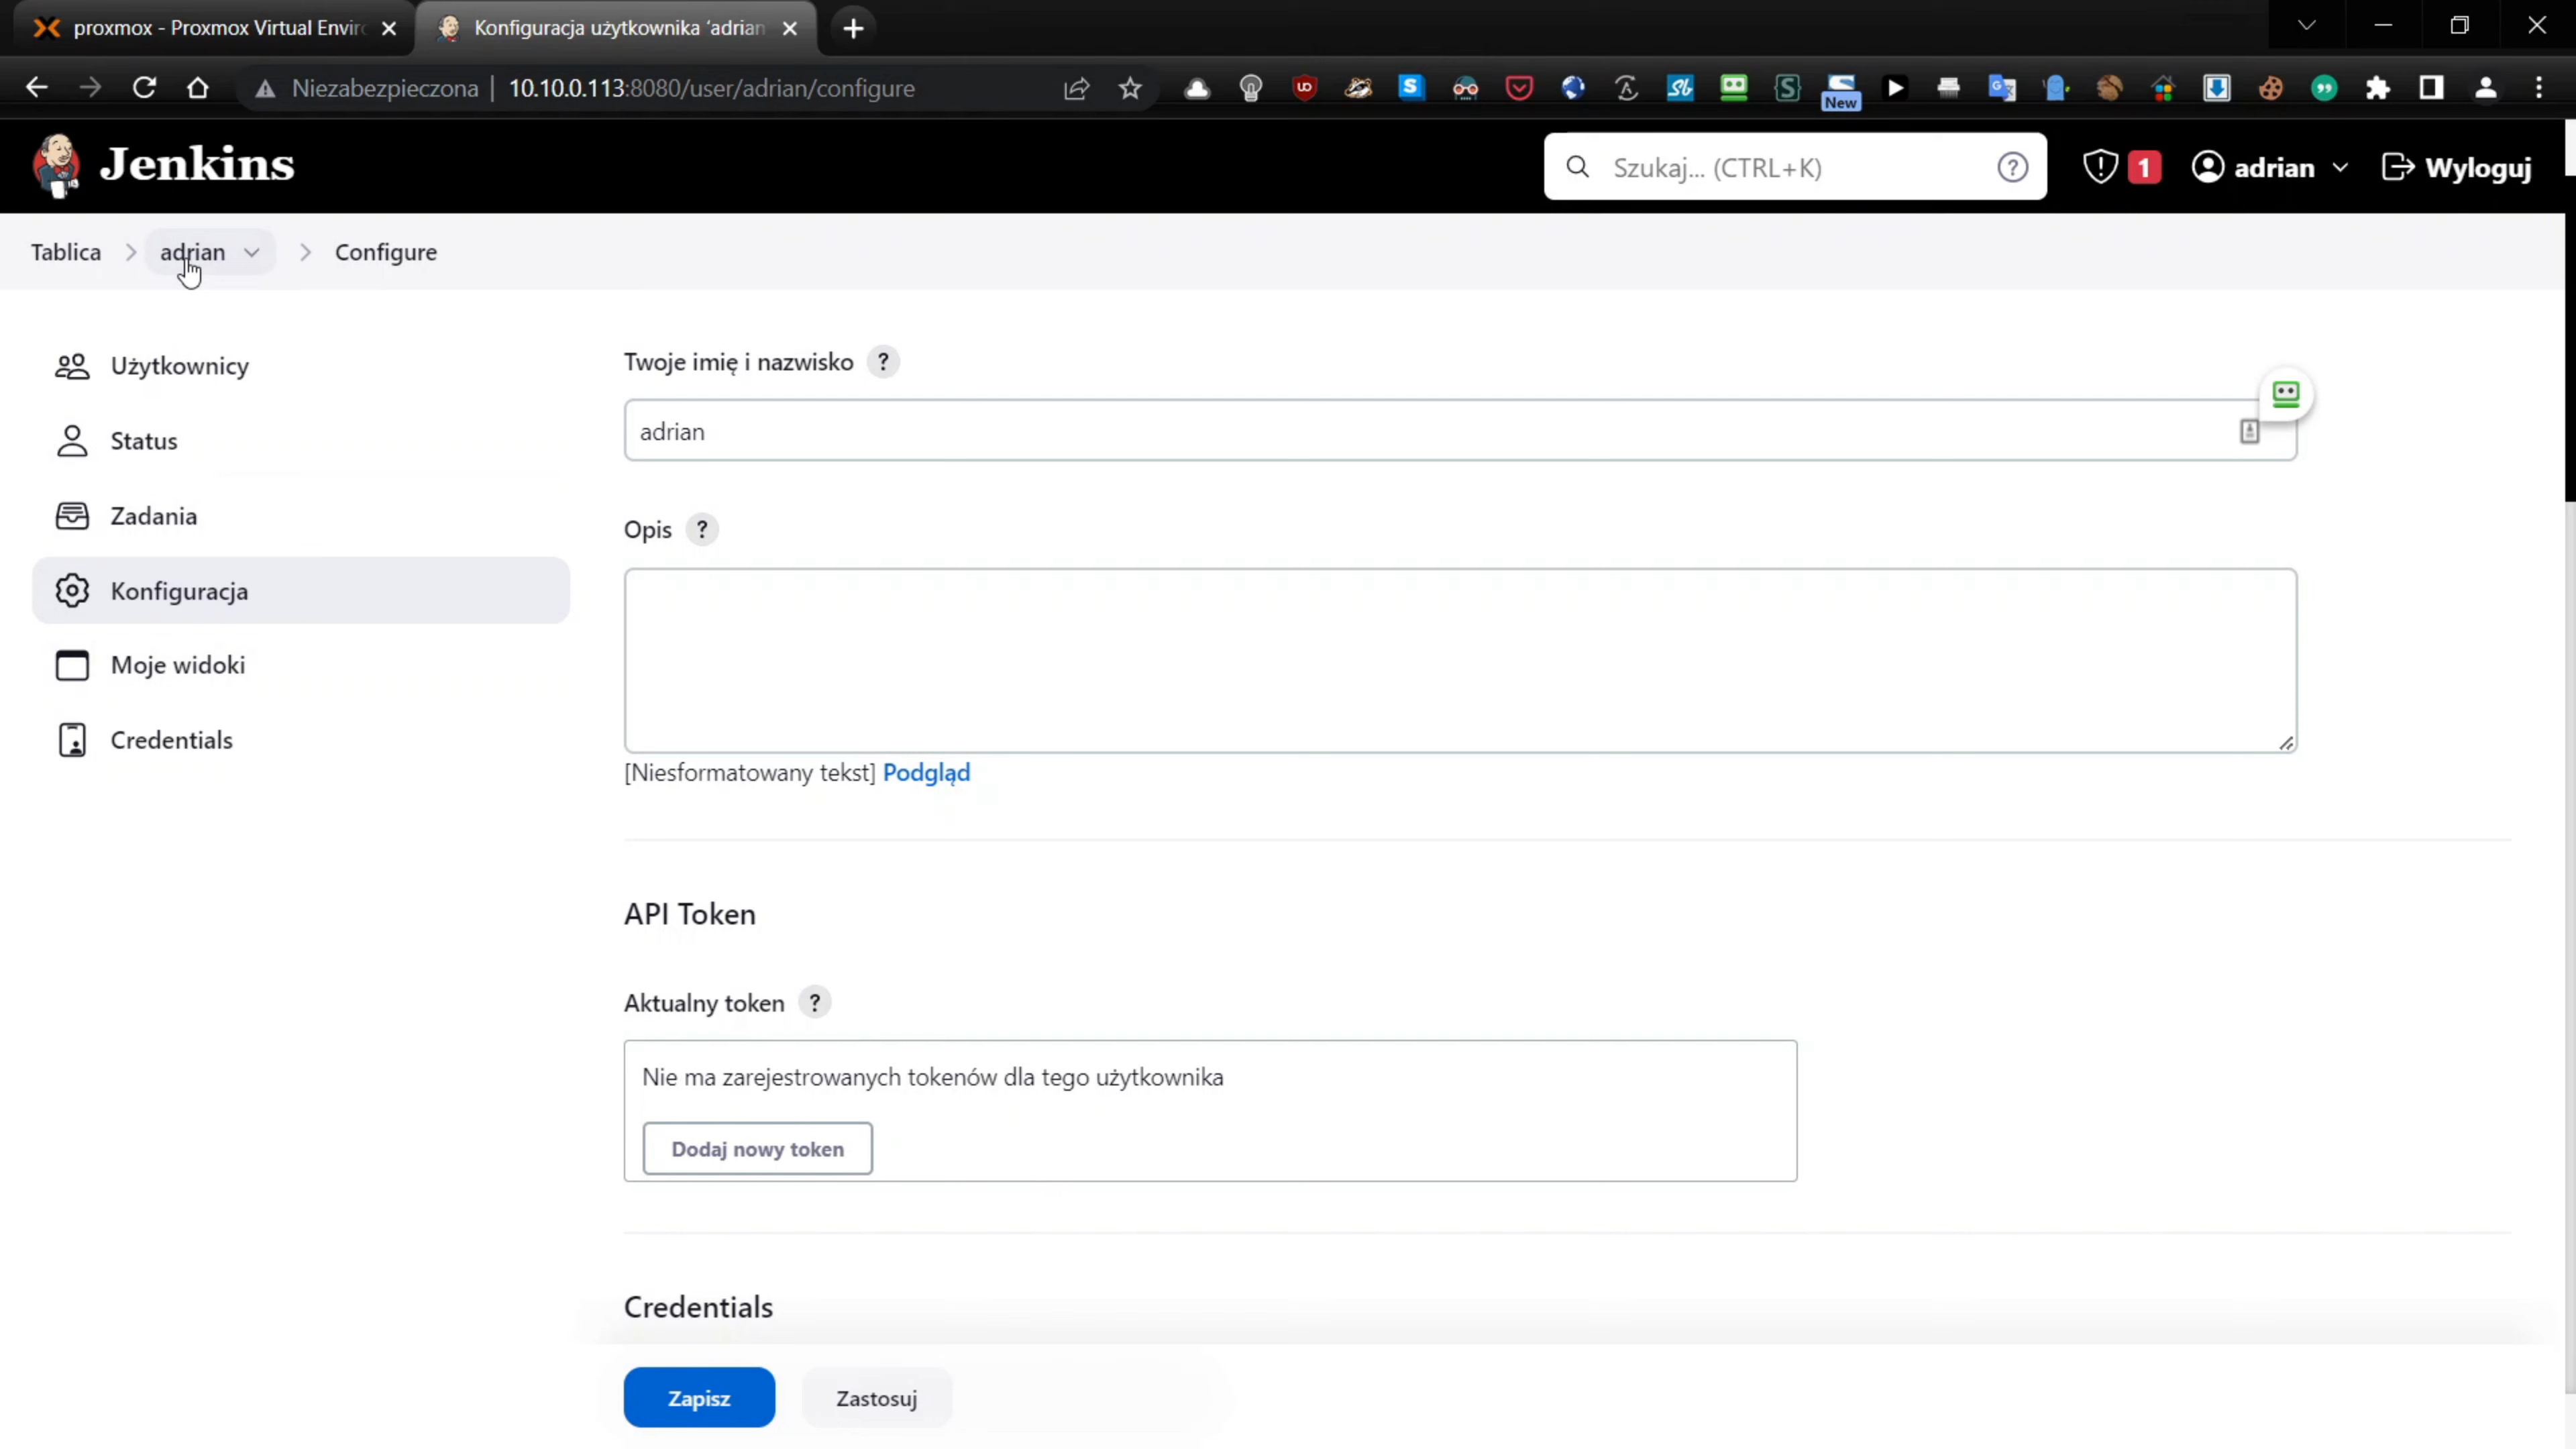 proxmox - Proxmox Virtual Enviro
Konfiguracja użytkownika 'adrian
Niezabezpieczona
10.10.0.113:8080/user/adrian/configure
New
Jenkins
Szukaj... (CTRL+K)
?
1
adrian
Wyloguj
Tablica
adrian
Configure
Użytkownicy
Status
Zadania
Konfiguracja
Moje widoki
Credentials
Twoje imię i nazwisko ?
adrian
Opis ?
[Niesformatowany tekst] Podgląd
API Token
Aktualny token ?
Nie ma zarejestrowanych tokenów dla tego użytkownika
Dodaj nowy token
Credentials
Zapisz
Zastosuj